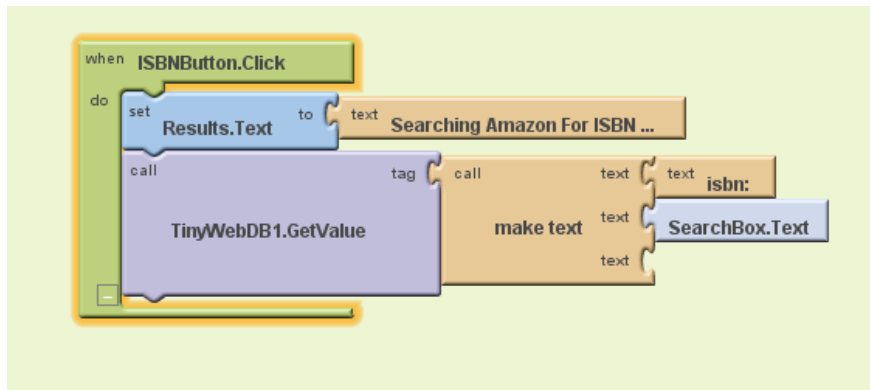 when ISBNButton.Click
do set Results.Text to text Searching Amazon For ISBN ...
call TinyWebDB1.GetValue tag call make text text text isbn:
text SearchBox.Text
text